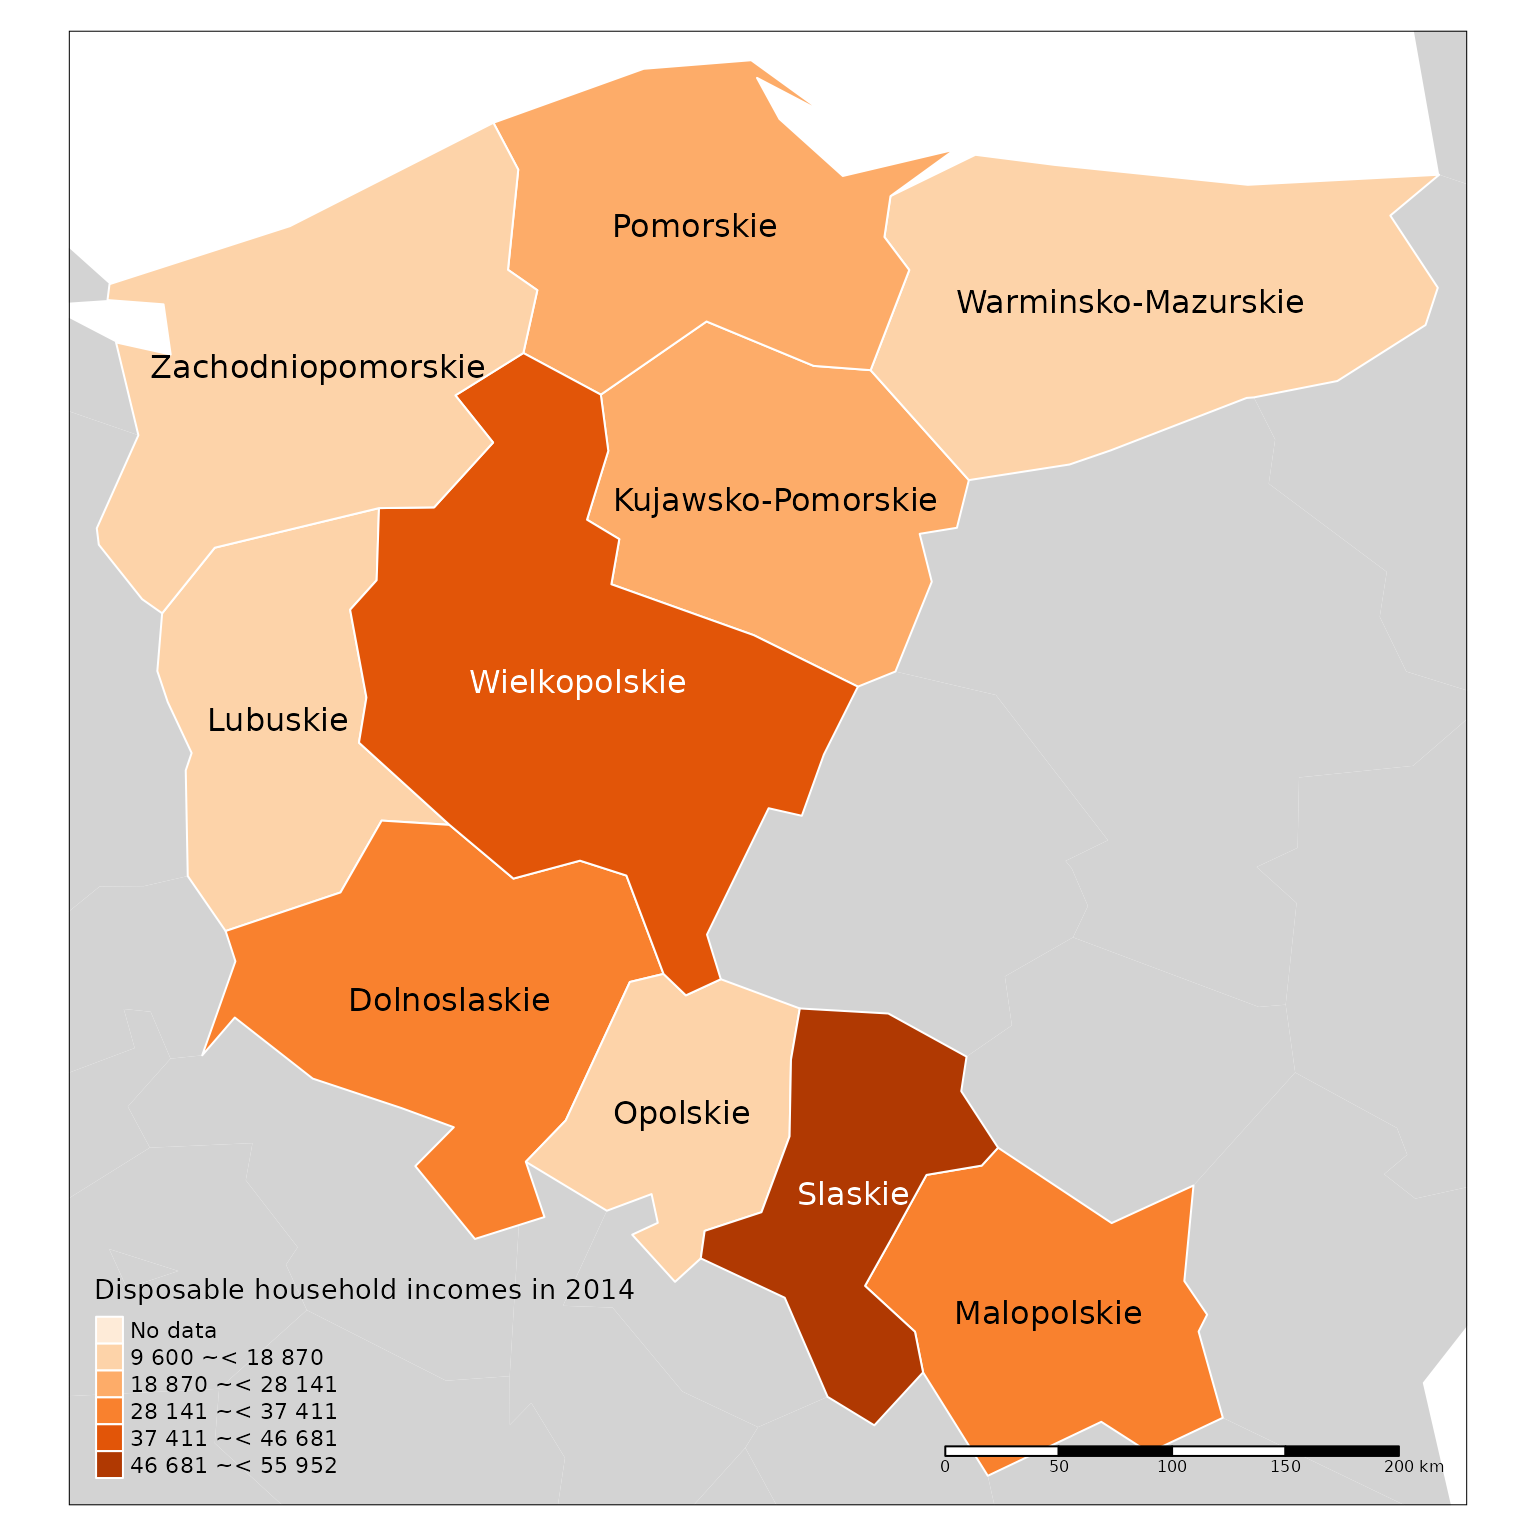 Pomorskie
Warminsko-Mazurskie
Zachodniopomorskie
Kujawsko-Pomorskie
Wielkopolskie
Lubuskie
Dolnoslaskie
Opolskie
Slaskie
Malopolskie
Disposable household incomes in 2014
No data
9 600 ~< 18 870
18 870 ~< 28 141
28 141 ~< 37 411
37 411 ~< 46 681
46 681 ~< 55 952
0 50 100 150 200 km